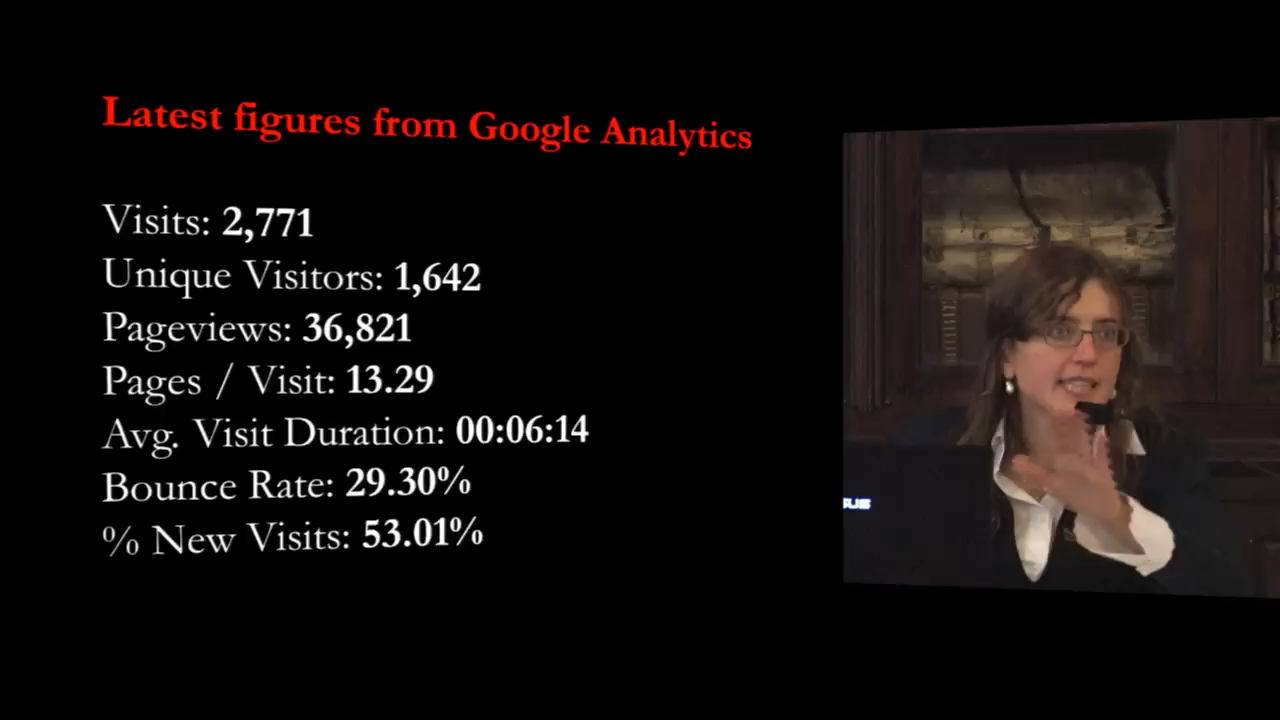 Latest figures from Google Analytics
Visits: 2,771
Unique Visitors: 1,642
Pageviews: 36,821
Pages / Visit: 13.29
Avg. Visit Duration: 00:06:14
Bounce Rate: 29.30%
% New Visits: 53.01%